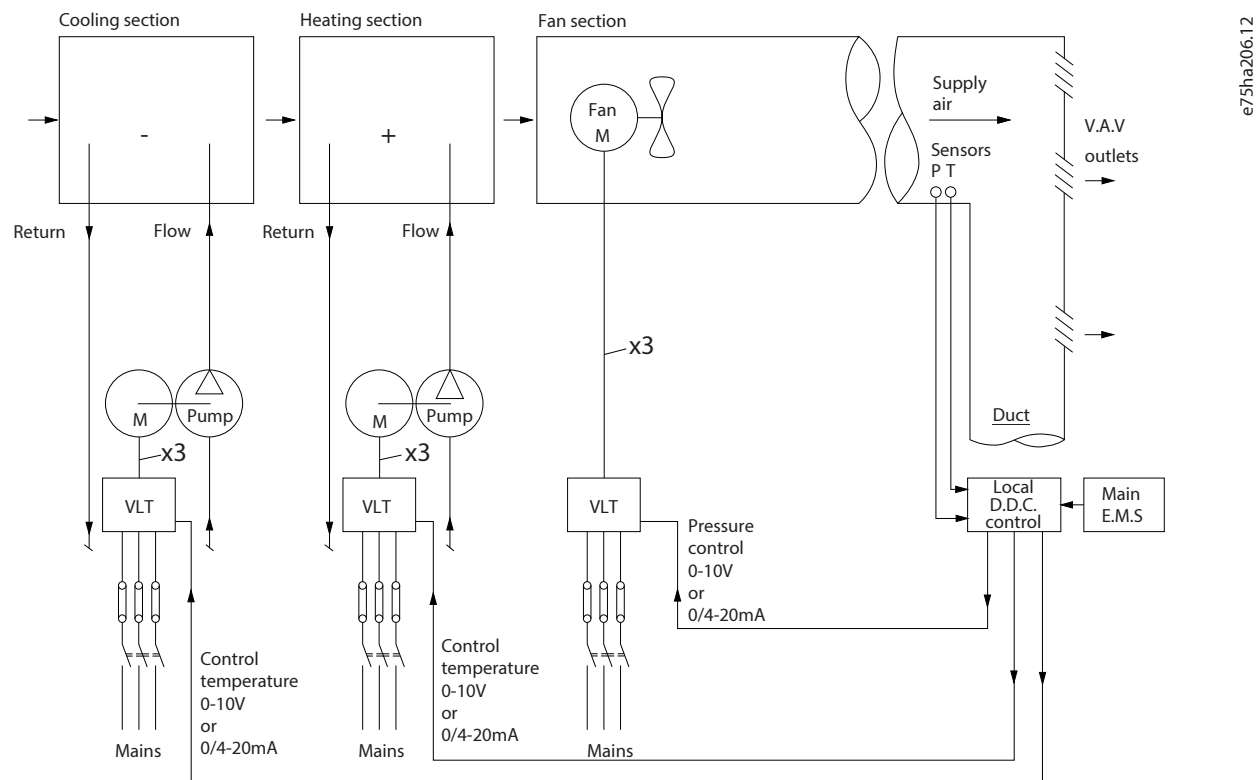 Cooling section
Heating section
Fan section
e75ha206.12
-
+
Fan
M
Supply
air
Sensors
P T
V.A.V
outlets
Return
Flow
Return
Flow
x3
M
Pump
M
Pump
Duct
x3
x3
VLT
VLT
VLT
Local
D.D.C.
control
Main
E.M.S
Pressure
control
0-10V
or
0/4-20mA
Control
temperature
0-10V
or
0/4-20mA
Control
temperature
0-10V
or
0/4-20mA
Mains
Mains
Mains